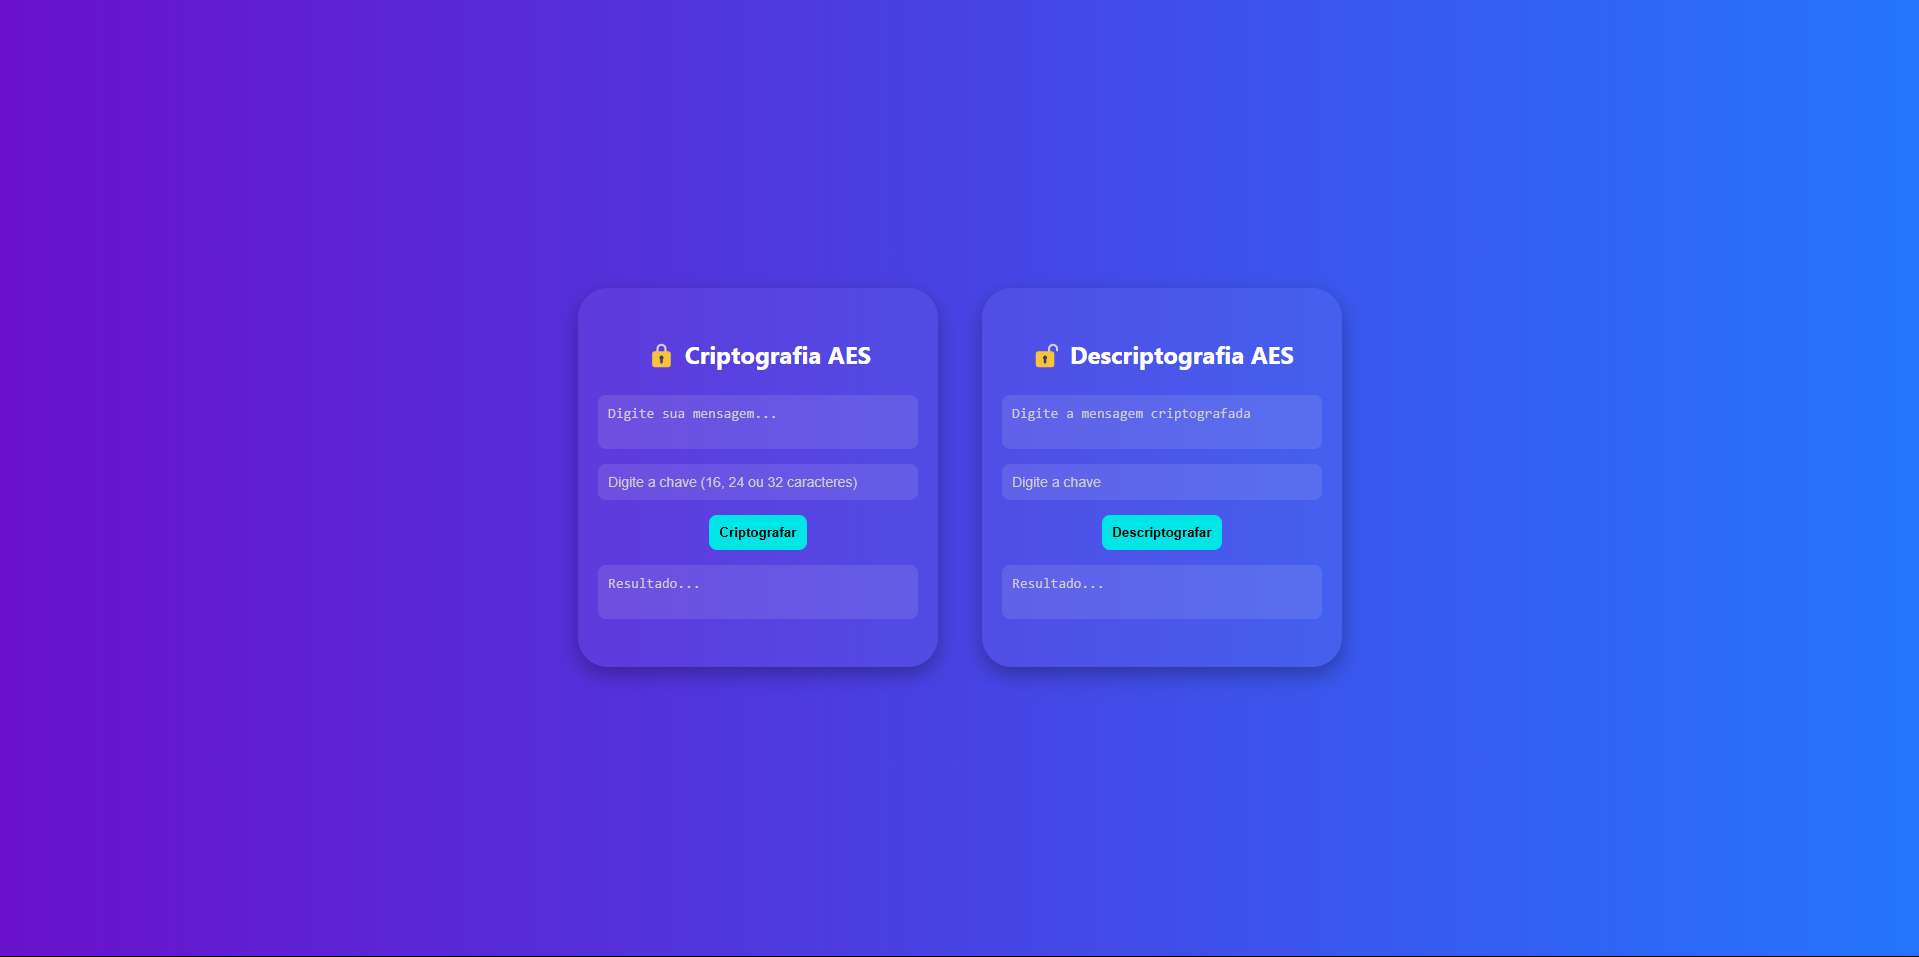 Criptografia AES
Digite sua mensagem...
Digite a chave (16, 24 ou 32 caracteres)
Criptografar
Resultado...
Descriptografia AES
Digite a mensagem criptografada
Digite a chave
Descriptografar
Resultado...